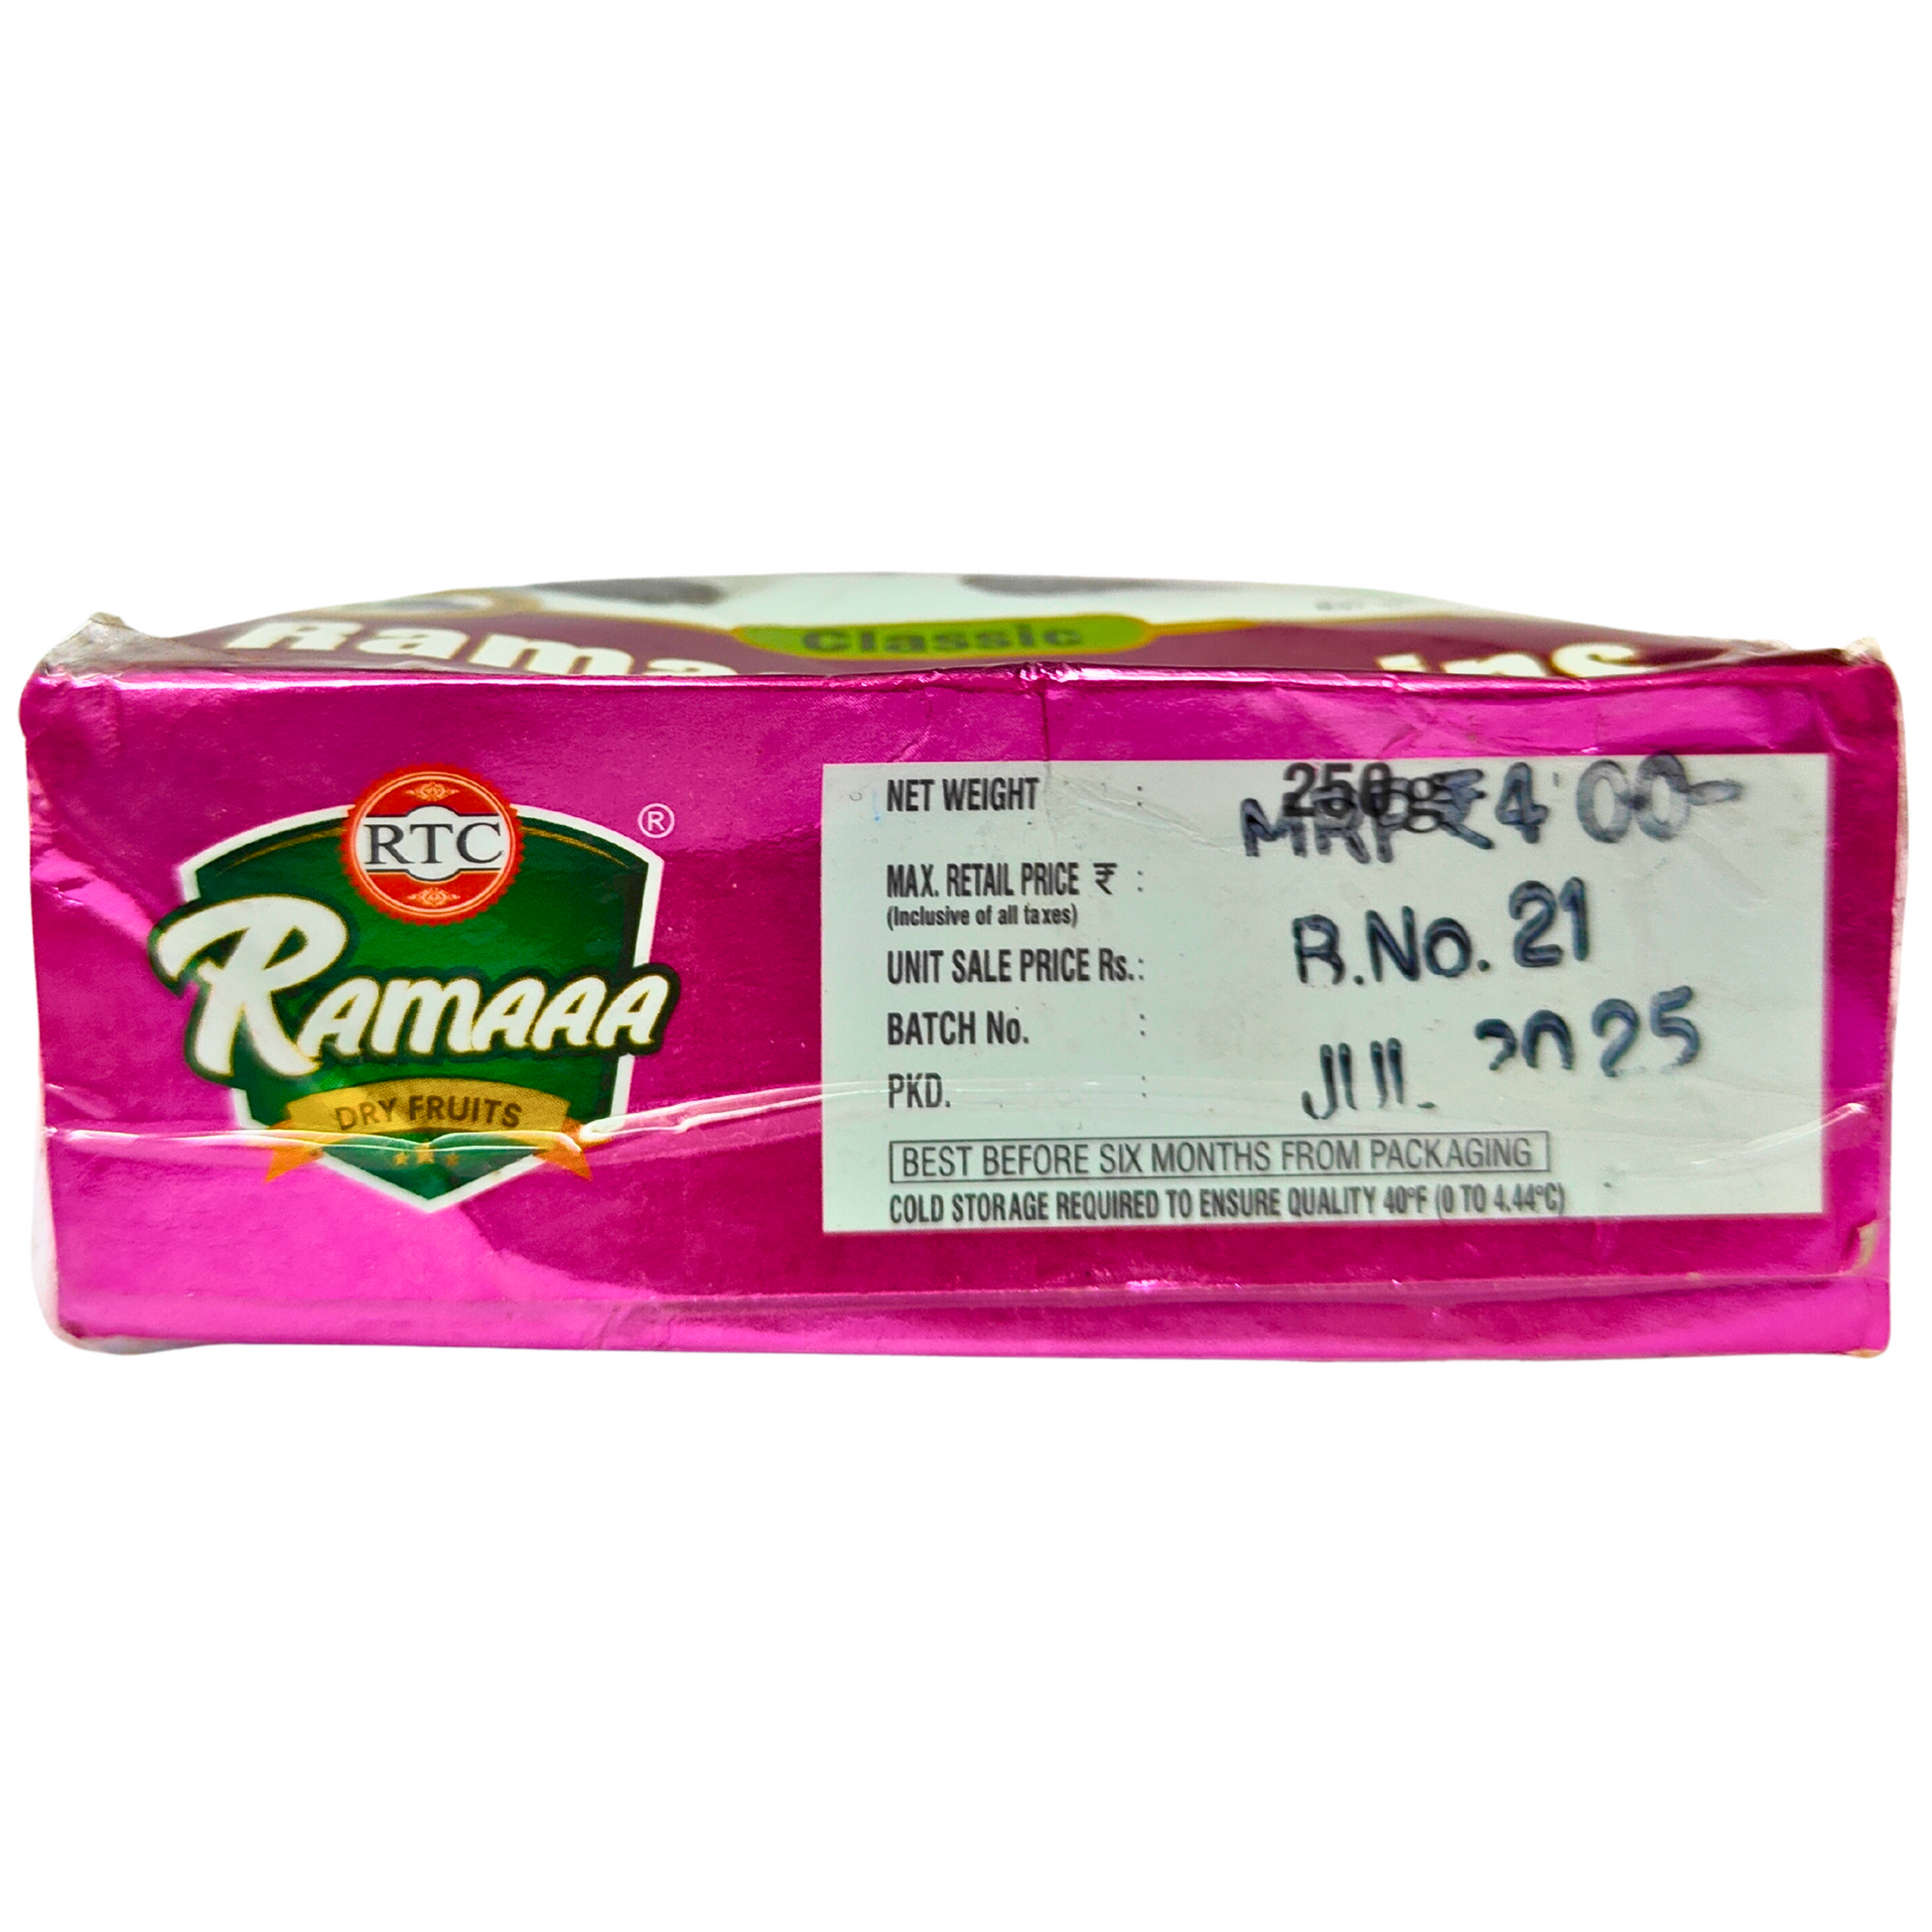 Classic
RTC
®
RAMAAA
DRY FRUITS
NET WEIGHT : 250g
MRP ₹ 400-
MAX. RETAIL PRICE ₹ :
(Inclusive of all taxes)
B.No. 21
UNIT SALE PRICE Rs.:
BATCH No. :
PKD. : JUL. 2025
BEST BEFORE SIX MONTHS FROM PACKAGING
COLD STORAGE REQUIRED TO ENSURE QUALITY 40ºF (0 TO 4.44ºC)